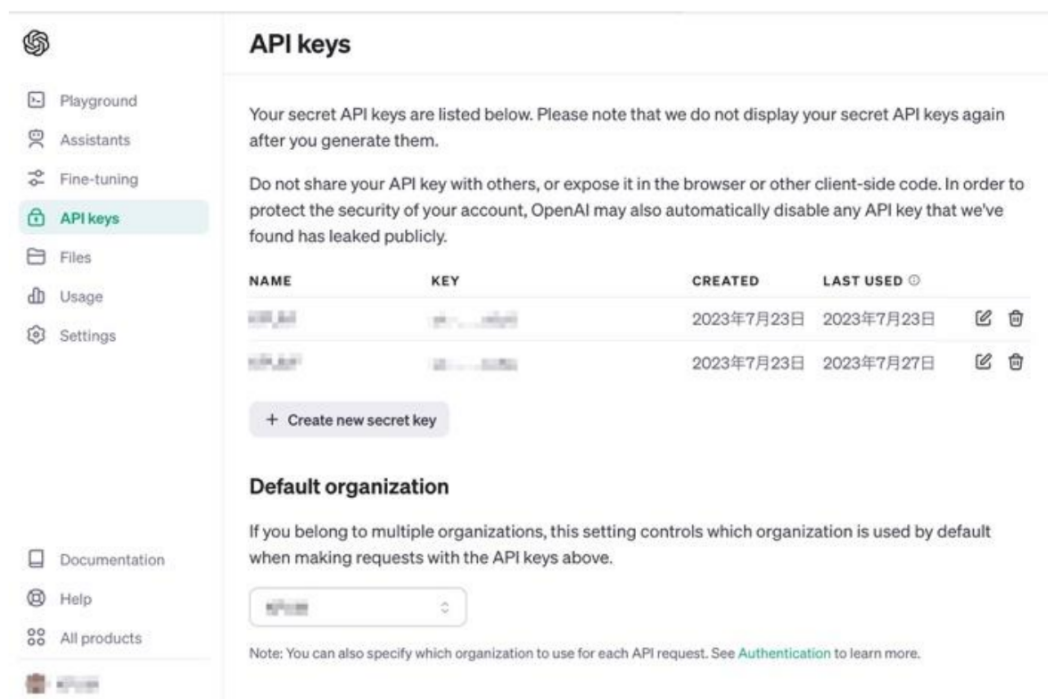 API keys
Playground
Assistants
Fine-tuning
API keys
Files
Usage
Settings
Your secret API keys are listed below. Please note that we do not display your secret API keys again
after you generate them.
Do not share your API key with others, or expose it in the browser or other client-side code. In order to
protect the security of your account, OpenAI may also automatically disable any API key that we've
found has leaked publicly.
NAME KEY CREATED LAST USED
2023年7月23日 2023年7月23日
2023年7月23日 2023年7月27日
+ Create new secret key
Default organization
If you belong to multiple organizations, this setting controls which organization is used by default
when making requests with the API keys above.
Note: You can also specify which organization to use for each API request. See Authentication to learn more.
Documentation
Help
All products